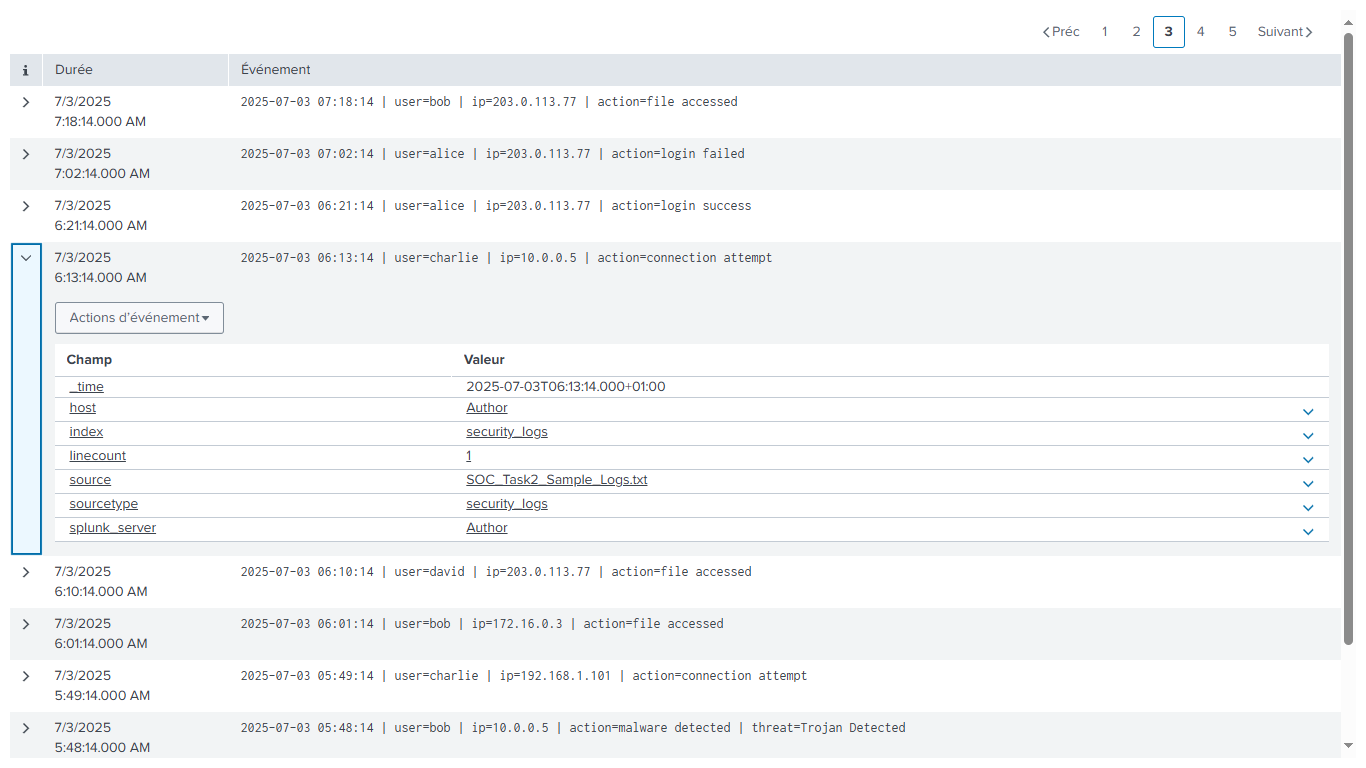 Préc 1 2 3 4 5 Suivant
i Durée Événement
7/3/2025 2025-07-03 07:18:14 | user=bob | ip=203.0.113.77 | action=file accessed
7:18:14.000 AM
7/3/2025 2025-07-03 07:02:14 | user=alice | ip=203.0.113.77 | action=login failed
7:02:14.000 AM
7/3/2025 2025-07-03 06:21:14 | user=alice | ip=203.0.113.77 | action=login success
6:21:14.000 AM
7/3/2025 2025-07-03 06:13:14 | user=charlie | ip=10.0.0.5 | action=connection attempt
6:13:14.000 AM
Actions d’événement
Champ Valeur
_time 2025-07-03T06:13:14.000+01:00
host Author
index security_logs
linecount 1
source SOC_Task2_Sample_Logs.txt
sourcetype security_logs
splunk_server Author
7/3/2025 2025-07-03 06:10:14 | user=david | ip=203.0.113.77 | action=file accessed
6:10:14.000 AM
7/3/2025 2025-07-03 06:01:14 | user=bob | ip=172.16.0.3 | action=file accessed
6:01:14.000 AM
7/3/2025 2025-07-03 05:49:14 | user=charlie | ip=192.168.1.101 | action=connection attempt
5:49:14.000 AM
7/3/2025 2025-07-03 05:48:14 | user=bob | ip=10.0.0.5 | action=malware detected | threat=Trojan Detected
5:48:14.000 AM